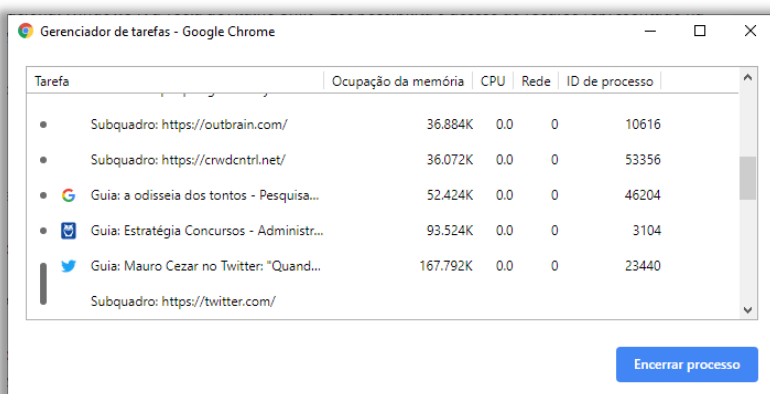 Gerenciador de tarefas - Google Chrome
Tarefa Ocupação da memória CPU Rede ID de processo
Subquadro: https://outbrain.com/ 36.884K 0.0 0 10616
Subquadro: https://crwdcntrl.net/ 36.072K 0.0 0 53356
Guia: a odisseia dos tontos - Pesquisa... 52.424K 0.0 0 46204
Guia: Estratégia Concursos - Administr... 93.524K 0.0 0 3104
Guia: Mauro Cezar no Twitter: "Quand... 167.792K 0.0 0 23440
Subquadro: https://twitter.com/
Encerrar processo